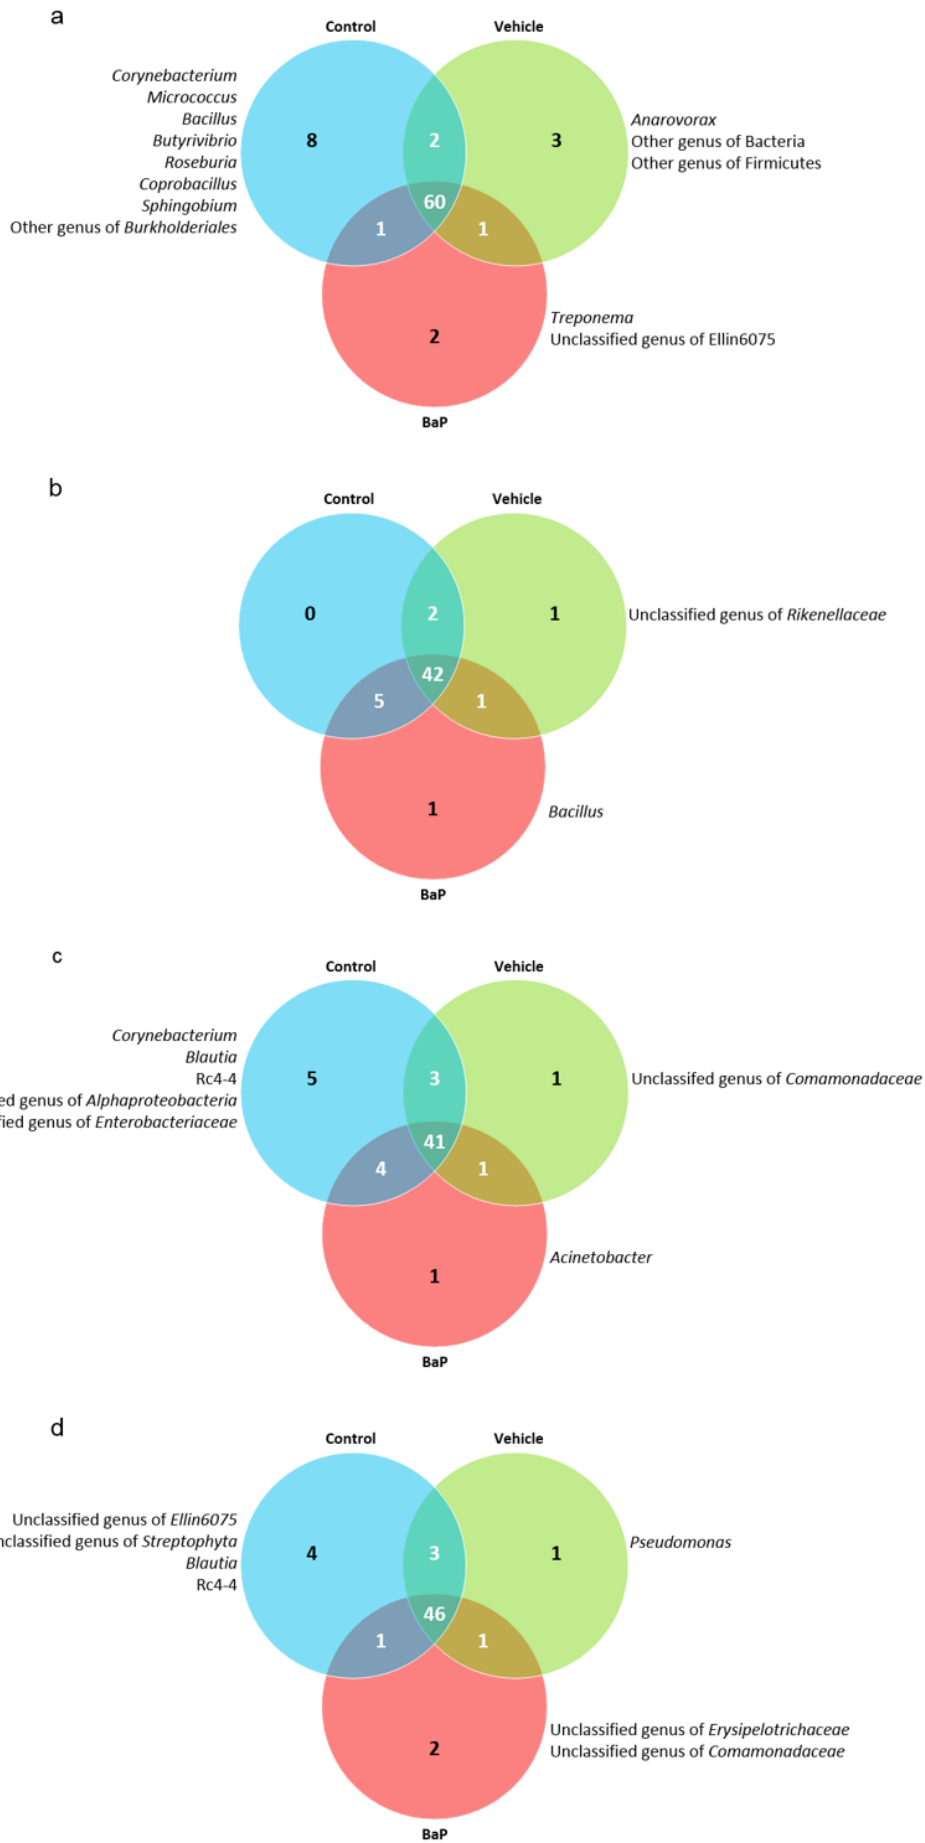 a
Control
Vehicle
Corynebacterium
Micrococcus
Bacillus
Butyrivibrio
Roseburia
Coprobacillus
Sphingobium
Other genus of Burkholderiales
8
2
3
60
1
1
2
Anarovorax
Other genus of Bacteria
Other genus of Firmicutes
Treponema
Unclassified genus of Ellin6075
BaP
b
Control
Vehicle
0
2
1
42
5
1
1
Unclassified genus of Rikenellaceae
Bacillus
BaP
c
Control
Vehicle
Corynebacterium
Blautia
Rc4-4
ed genus of Alphaproteobacteria
fied genus of Enterobacteriaceae
5
3
1
41
4
1
1
Unclassifed genus of Comamonadaceae
Acinetobacter
BaP
d
Control
Vehicle
Unclassified genus of Ellin6075
nclassified genus of Streptophyta
Blautia
Rc4-4
4
3
1
46
1
1
2
Pseudomonas
Unclassified genus of Erysipelotrichaceae
Unclassified genus of Comamonadaceae
BaP